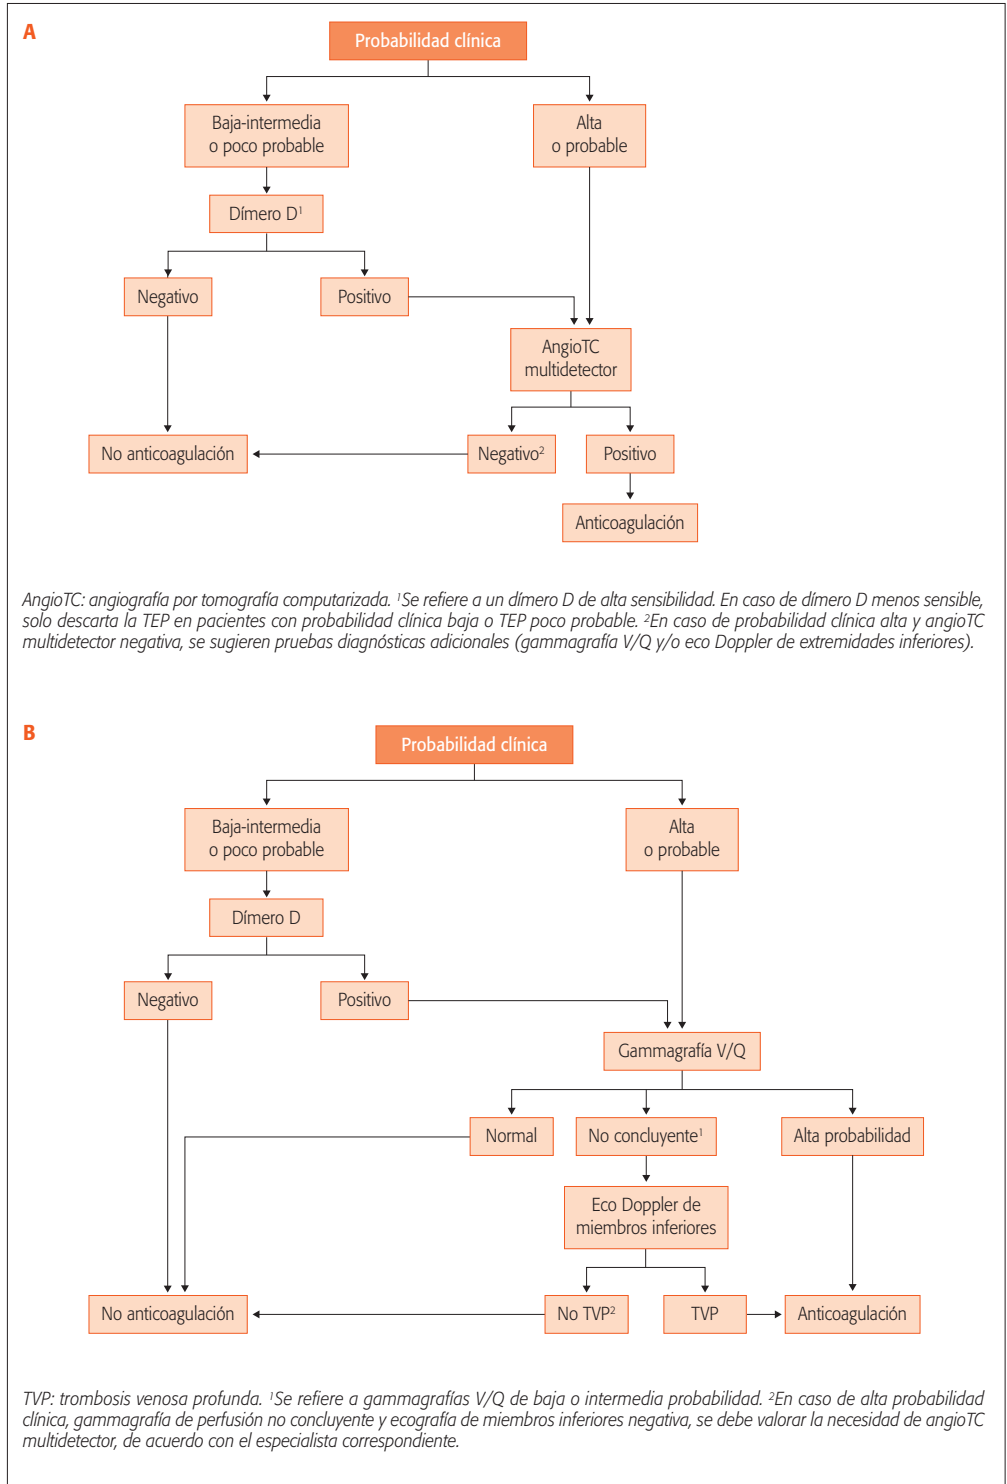 A
Probabilidad clínica
Baja-intermedia
o poco probable
Alta
o probable
Dímero D¹
Negativo
Positivo
AngioTC
multidetector
No anticoagulación
Negativo²
Positivo
Anticoagulación
AngioTC: angiografía por tomografía computarizada. ¹Se refiere a un dímero D de alta sensibilidad. En caso de dímero D menos sensible,
solo descarta la TEP en pacientes con probabilidad clínica baja o TEP poco probable. ²En caso de probabilidad clínica alta y angioTC
multidetector negativa, se sugieren pruebas diagnósticas adicionales (gammagrafía V/Q y/o eco Doppler de extremidades inferiores).
B
Probabilidad clínica
Baja-intermedia
o poco probable
Alta
o probable
Dímero D
Negativo
Positivo
Gammagrafía V/Q
Normal
No concluyente¹
Alta probabilidad
Eco Doppler de
miembros inferiores
No anticoagulación
No TVP²
TVP
Anticoagulación
TVP: trombosis venosa profunda. ¹Se refiere a gammagrafías V/Q de baja o intermedia probabilidad. ²En caso de alta probabilidad
clínica, gammagrafía de perfusión no concluyente y ecografía de miembros inferiores negativa, se debe valorar la necesidad de angioTC
multidetector, de acuerdo con el especialista correspondiente.